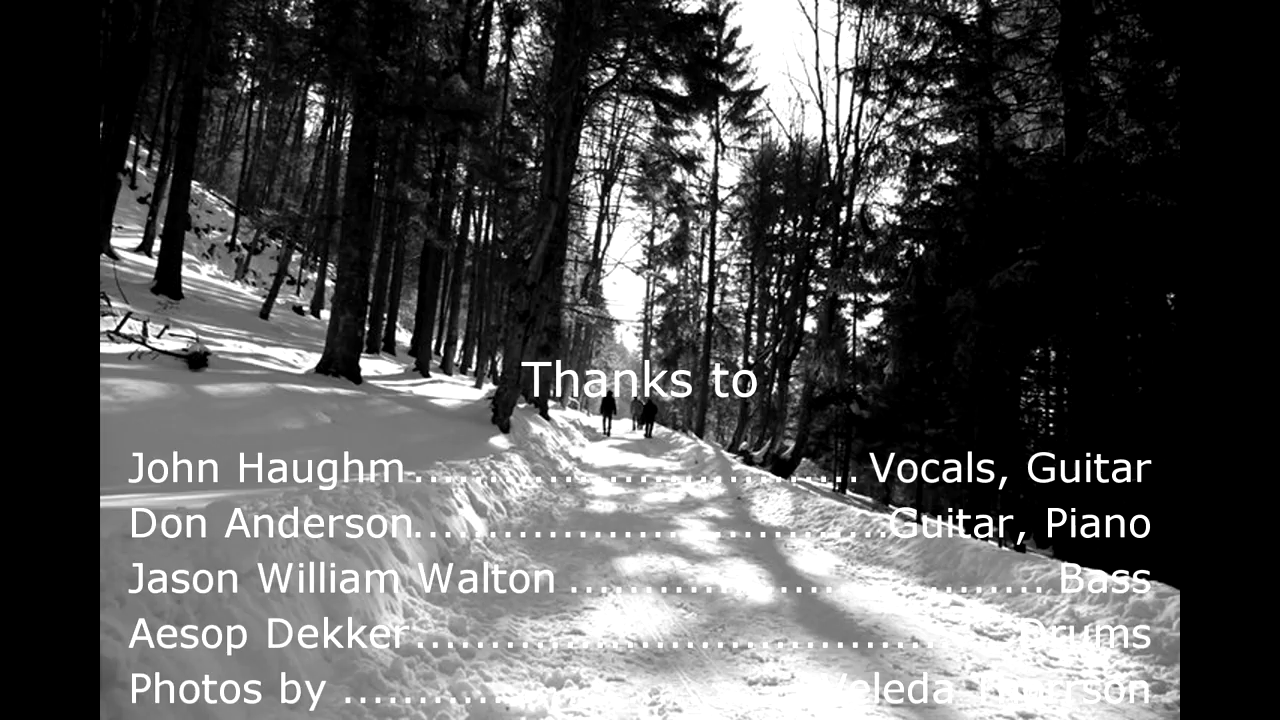 Thanks to
John Haughm............................. Vocals, Guitar
Don Anderson...............................Guitar, Piano
Jason William Walton ............................... Bass
Aesop Dekker....................................... Drums
Photos by ................................ Veleda